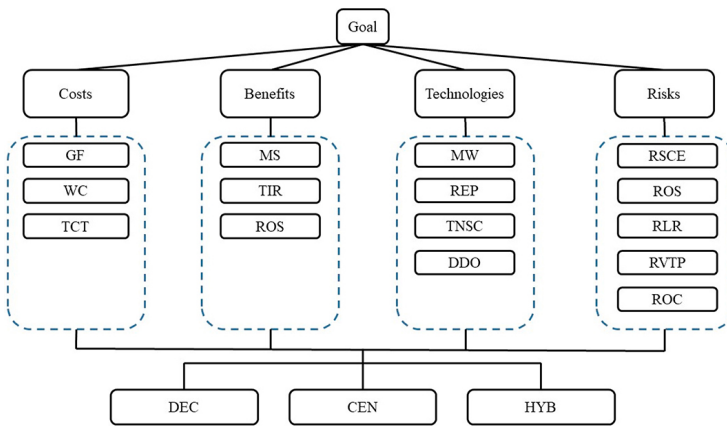 Goal
Costs
Benefits
Technologies
Risks
GF
WC
TCT
MS
TIR
ROS
MW
REP
TNSC
DDO
RSCE
ROS
RLR
RVTP
ROC
DEC
CEN
HYB